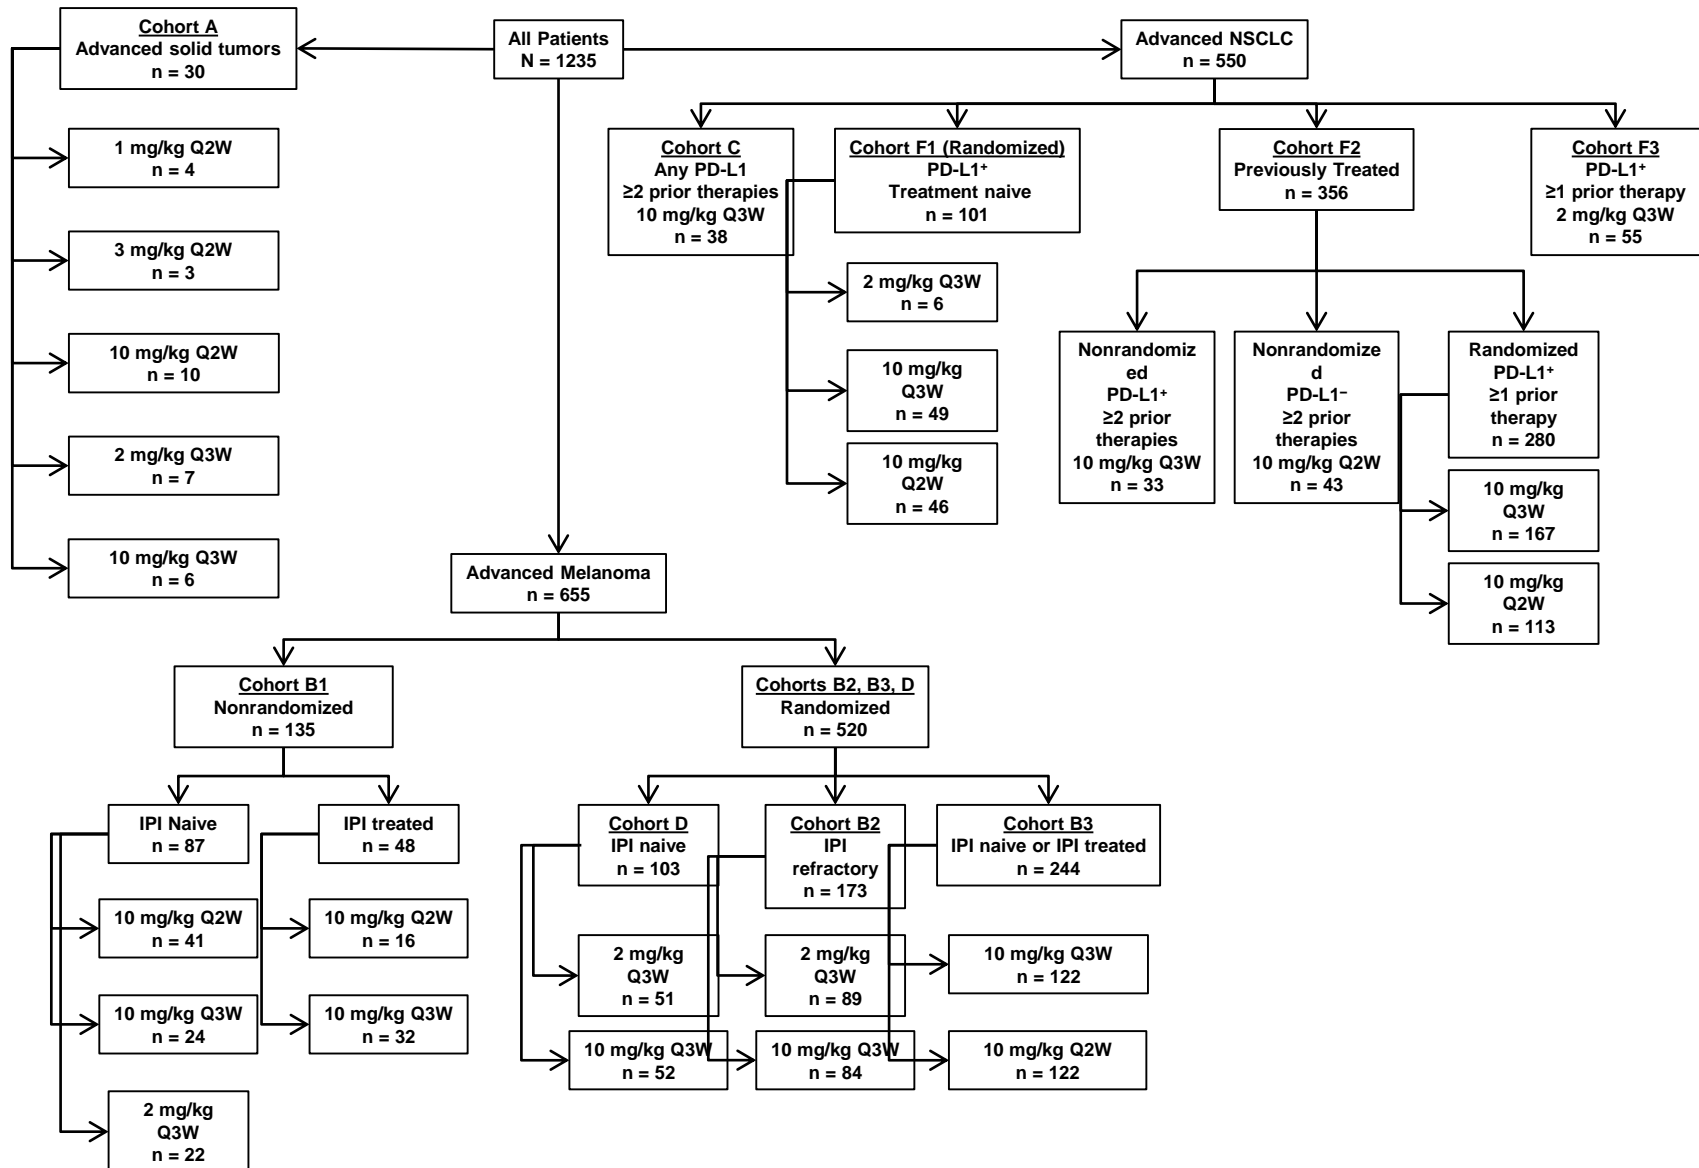 Cohort A
Advanced solid tumors
n = 30
All Patients
N = 1235
Advanced NSCLC
n = 550
1 mg/kg Q2W
n = 4
3 mg/kg Q2W
n = 3
10 mg/kg Q2W
n = 10
2 mg/kg Q3W
n = 7
10 mg/kg Q3W
n = 6
Cohort C
Any PD-L1
≥2 prior therapies
10 mg/kg Q3W
n = 38
Cohort F1 (Randomized)
PD-L1⁺
Treatment naive
n = 101
2 mg/kg Q3W
n = 6
10 mg/kg
Q3W
n = 49
10 mg/kg
Q2W
n = 46
Cohort F2
Previously Treated
n = 356
Nonrandomiz
ed
PD-L1⁺
≥2 prior
therapies
10 mg/kg Q3W
n = 33
Nonrandomize
d
PD-L1⁻
≥2 prior
therapies
10 mg/kg Q2W
n = 43
Randomized
PD-L1⁺
≥1 prior
therapy
n = 280
10 mg/kg
Q3W
n = 167
10 mg/kg
Q2W
n = 113
Cohort F3
PD-L1⁺
≥1 prior therapy
2 mg/kg Q3W
n = 55
Advanced Melanoma
n = 655
Cohort B1
Nonrandomized
n = 135
IPI Naive
n = 87
10 mg/kg Q2W
n = 41
10 mg/kg Q3W
n = 24
2 mg/kg
Q3W
n = 22
IPI treated
n = 48
10 mg/kg Q2W
n = 16
10 mg/kg Q3W
n = 32
Cohorts B2, B3, D
Randomized
n = 520
Cohort D
IPI naive
n = 103
2 mg/kg
Q3W
n = 51
10 mg/kg Q3W
n = 52
Cohort B2
IPI
refractory
n = 173
2 mg/kg
Q3W
n = 89
10 mg/kg Q3W
n = 84
Cohort B3
IPI naive or IPI treated
n = 244
10 mg/kg Q3W
n = 122
10 mg/kg Q2W
n = 122